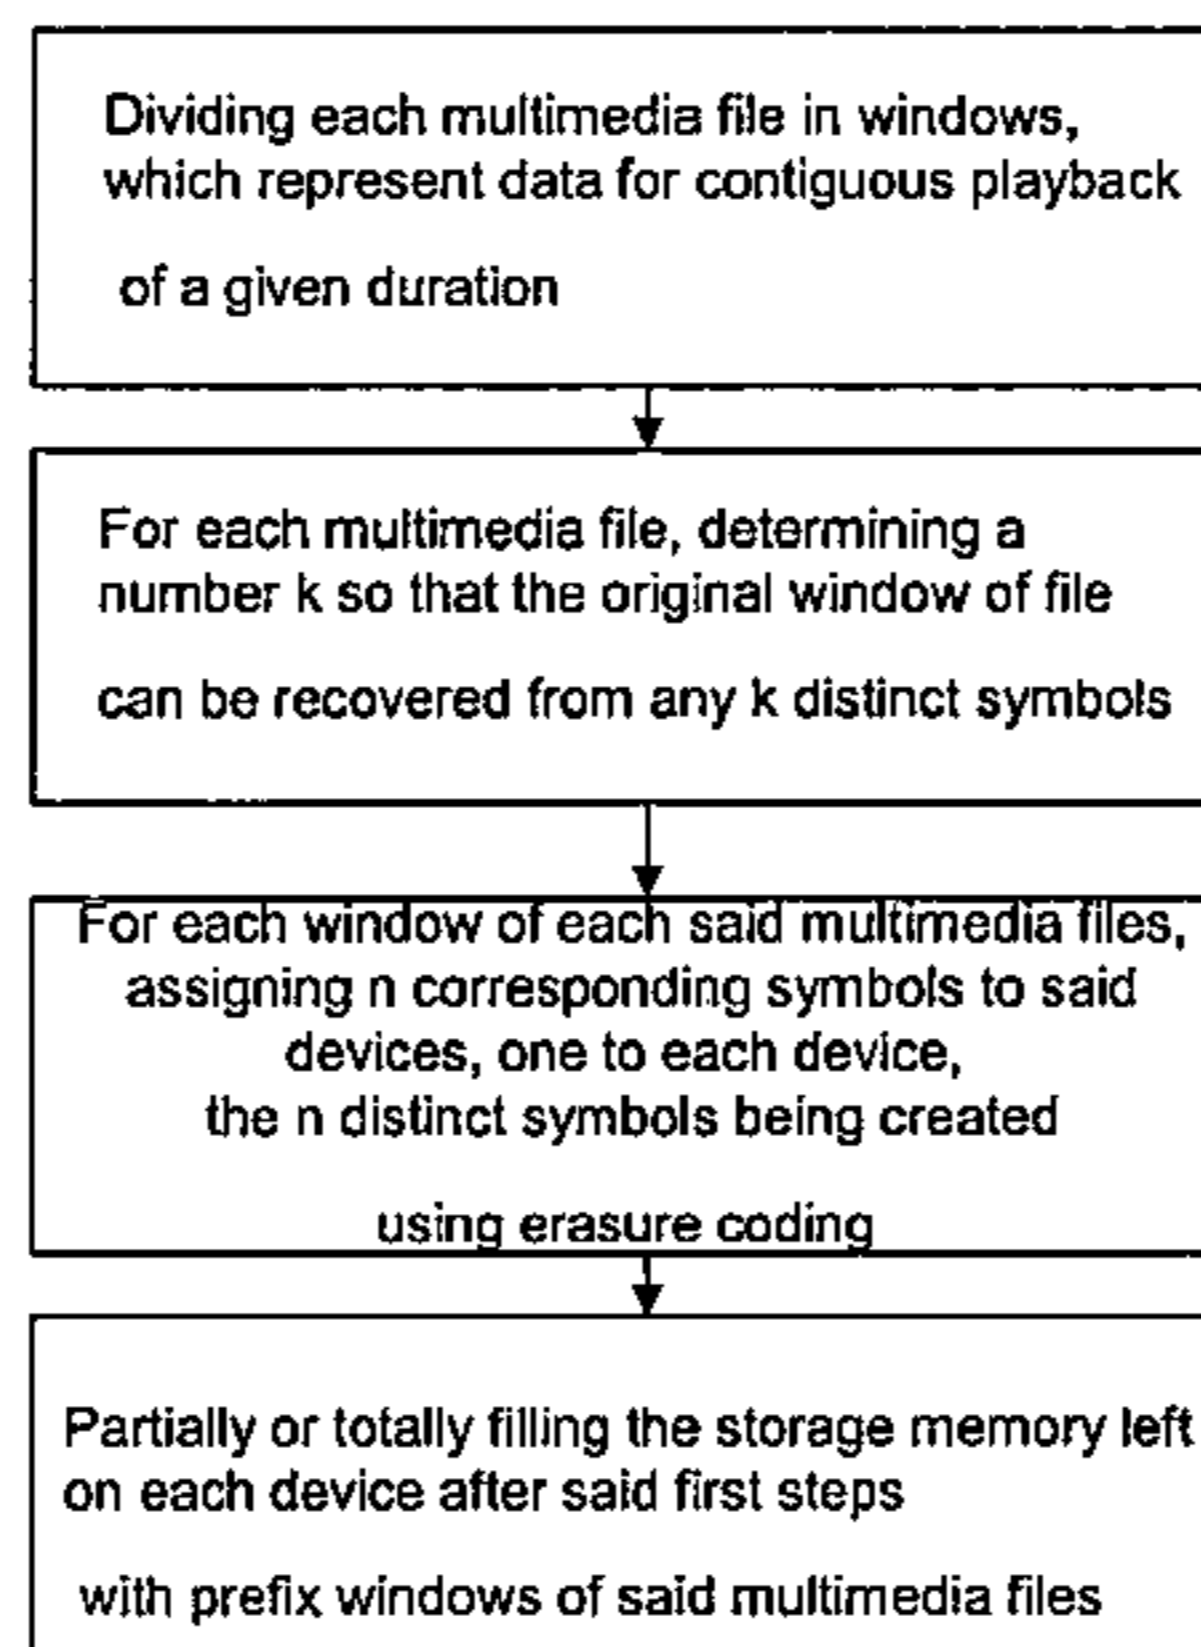 Dividing each multimedia file in windows,
which represent data for contiguous playback
of a given duration
For each multimedia file, determining a
number k so that the original window of file
can be recovered from any k distinct symbols
For each window of each said multimedia files,
assigning n corresponding symbols to said
devices, one to each device,
the n distinct symbols being created
using erasure coding
Partially or totally filling the storage memory left
on each device after said first steps
with prefix windows of said multimedia files